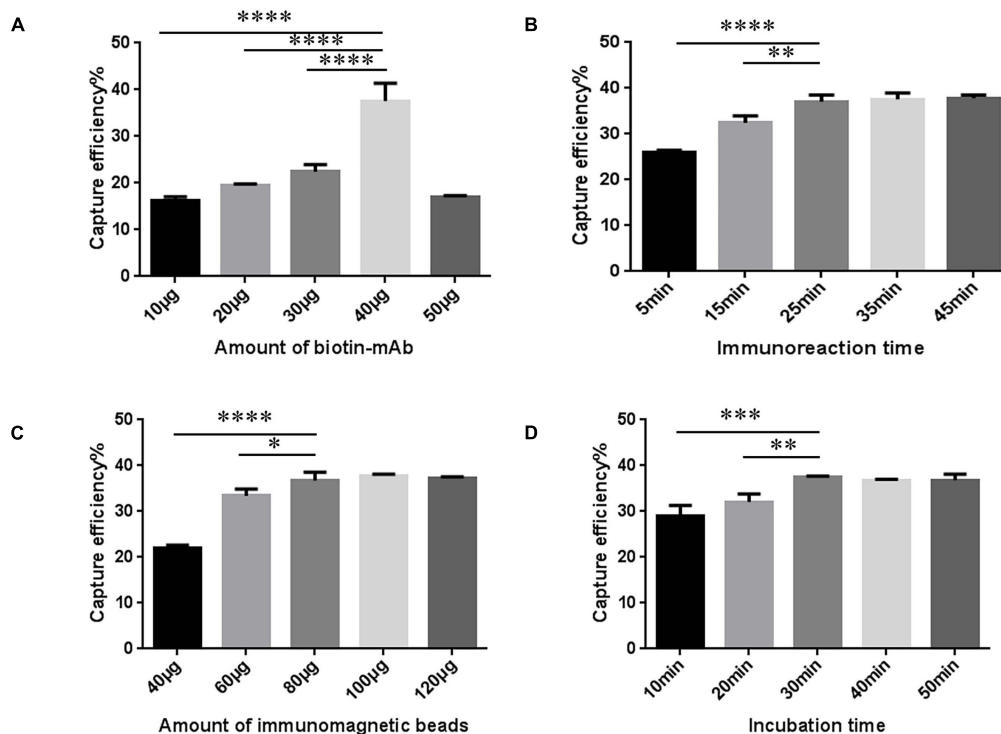 A
****
****
****
Capture efficiency%
50
40
30
20
10
0
10µg
20µg
30µg
40µg
50µg
Amount of biotin-mAb
B
****
**
Capture efficiency%
50
40
30
20
10
0
5min
15min
25min
35min
45min
Immunoreaction time
C
****
*
Capture efficiency%
50
40
30
20
10
0
40µg
60µg
80µg
100µg
120µg
Amount of immunomagnetic beads
D
***
**
Capture efficiency%
50
40
30
20
10
0
10min
20min
30min
40min
50min
Incubation time